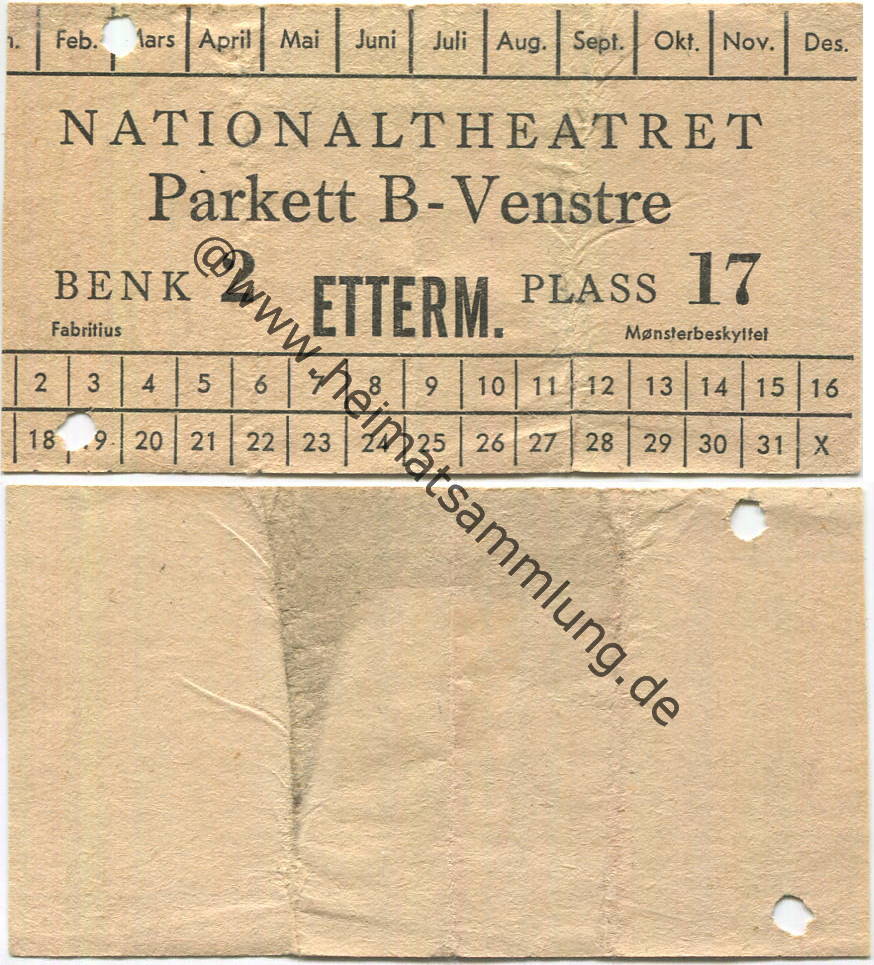 n. Feb. Mars April Mai Juni Juli Aug. Sept. Okt. Nov. Des.
NATIONALTHEATRET
Parkett B-Venstre
BENK 2 ETTERM. PLASS 17
Fabritius Mønsterbeskyttet
2 3 4 5 6 7 8 9 10 11 12 13 14 15 16
18 19 20 21 22 23 24 25 26 27 28 29 30 31 X
@www.heimatsammlung.de